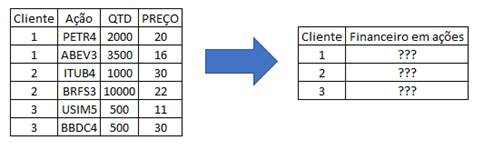 Cliente Ação QTD PREÇO
1 PETR4 2000 20
1 ABEV3 3500 16
2 ITUB4 1000 30
2 BRFS3 10000 22
3 USIM5 500 11
3 BBDC4 500 30
Cliente Financeiro em ações
1 ???
2 ???
3 ???